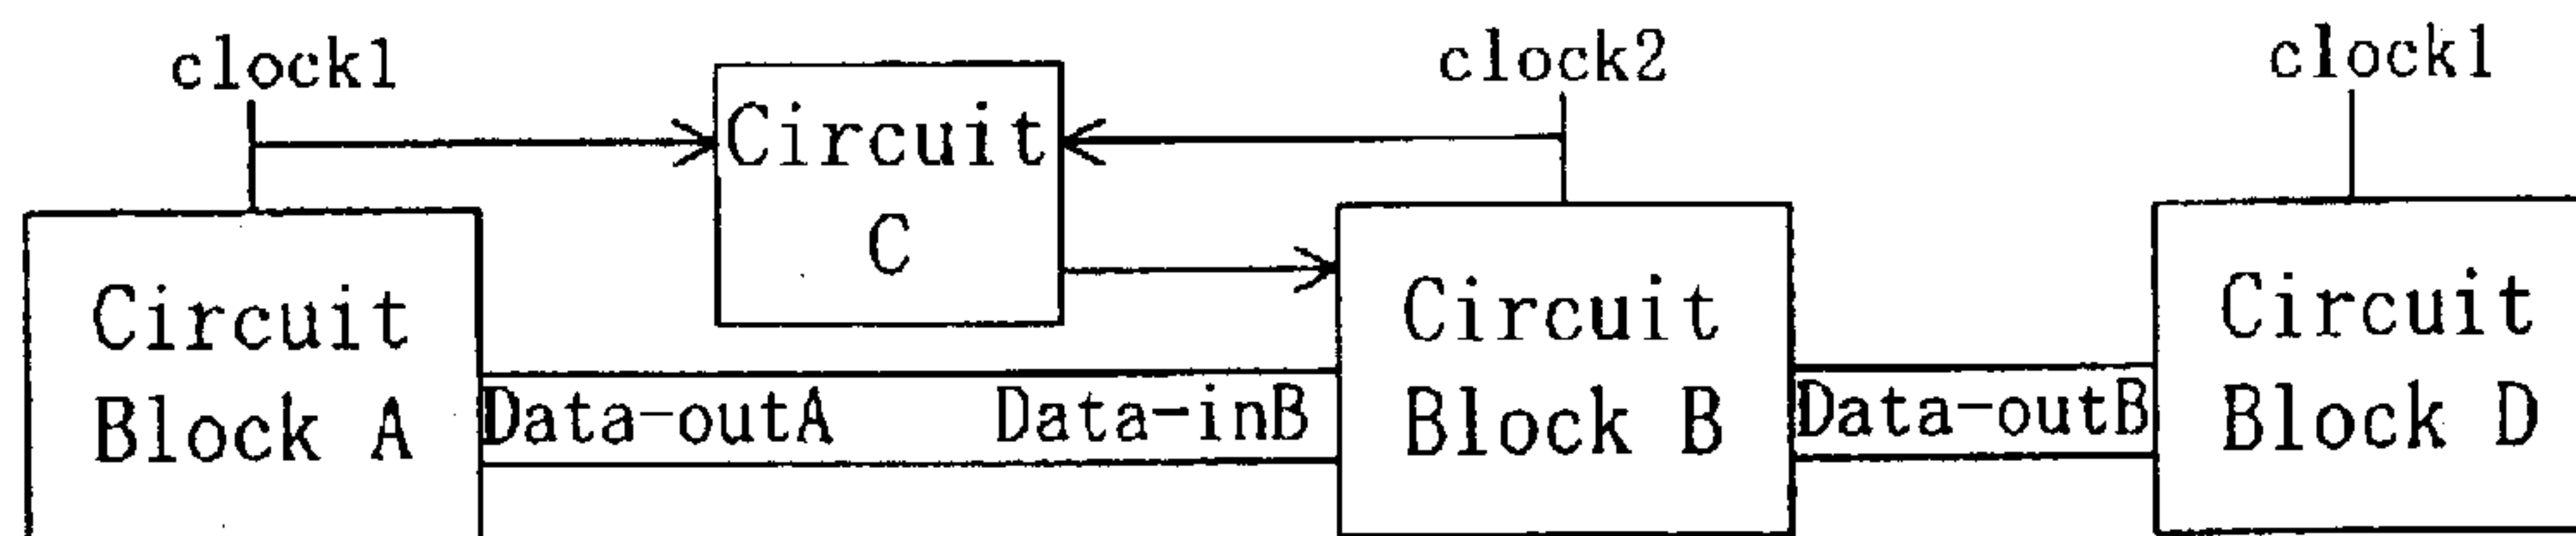 clock1
clock2
clock1
Circuit
C
Circuit
Block A
Data-outA
Data-inB
Circuit
Block B
Data-outB
Circuit
Block D